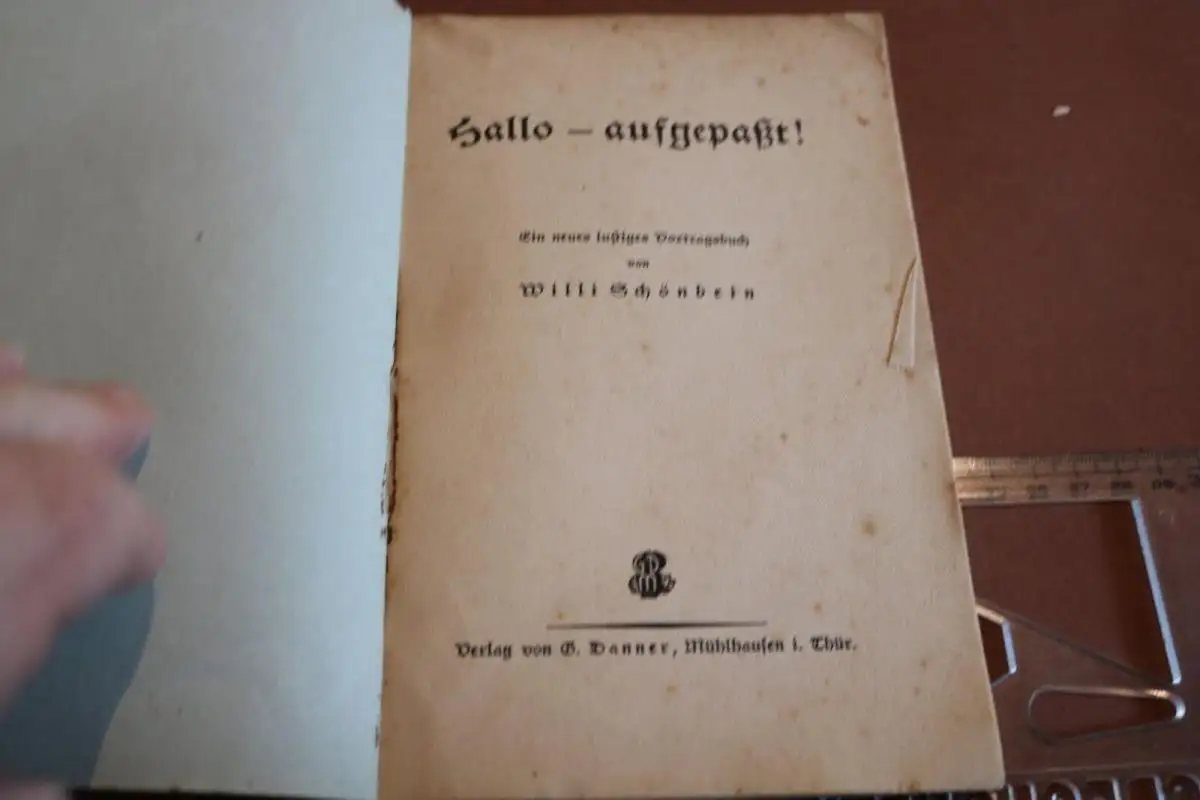 Hallo – aufgepaßt!
Ein neues lustiges Vortragsbuch
von
Willi Schönbein
Verlag von G. Danner, Mühlhausen i. Thür.